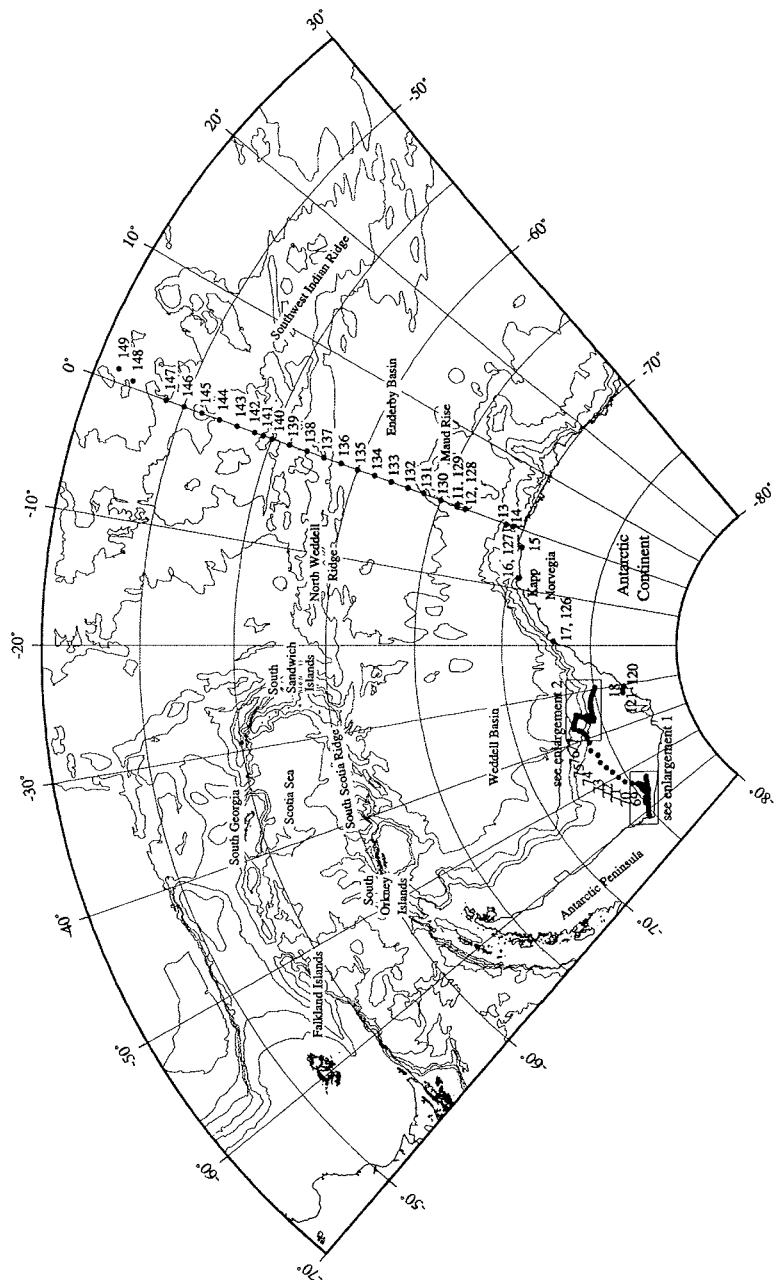 30°
20°
10°
0°
-10°
-20°
-30°
-40°
-50°
-60°
-70°
-50°
-60°
-70°
-80°
-50°
-60°
-70°
-80°
149
148
147
146
145
144
143
142
141
140
139
138
137
136
135
134
133
132
131
130
11, 129
12, 128
13
14
15
16, 127
17, 126
18
120
69
70
73
74
75
Southwest Indian Ridge
Enderby Basin
Maud Rise
North Weddell
Ridge
Kapp
Norvegia
Antarctic
Continent
South
Sandwich
Islands
South Georgia
Scotia Sea
South Scotia Ridge
Weddell Basin
see enlargement 2
see enlargement 1
South
Orkney
Islands
Falkland Islands
Antarctic Peninsula